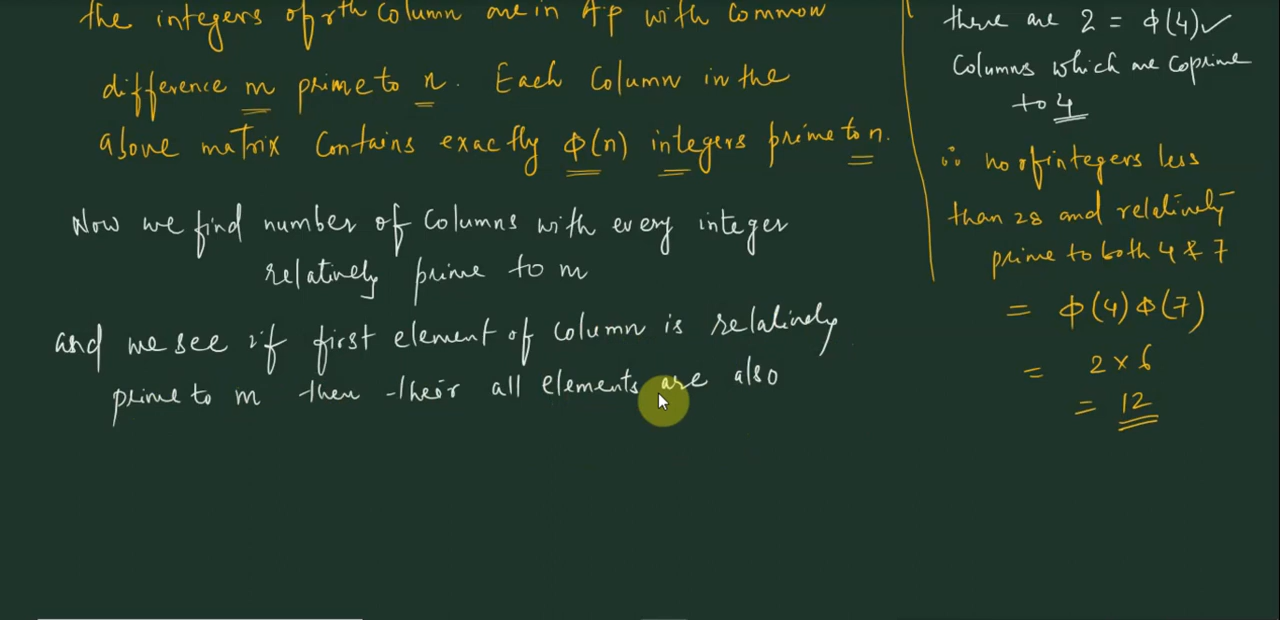 the integers of rth column are in Ap with Common
difference m prime to n. Each Column in the
above matrix contains exactly Φ(n) integers prime to n.
Now we find number of columns with every integer
relatively prime to m
and we see if first element of column is relatively
prime to m then their all elements are also
there are 2 = Φ(4) ✓
Columns which are coprime
to 4
∴ no of integers less
than 28 and relatively
prime to both 4 & 7
= Φ(4) Φ(7)
= 2 × 6
= 12